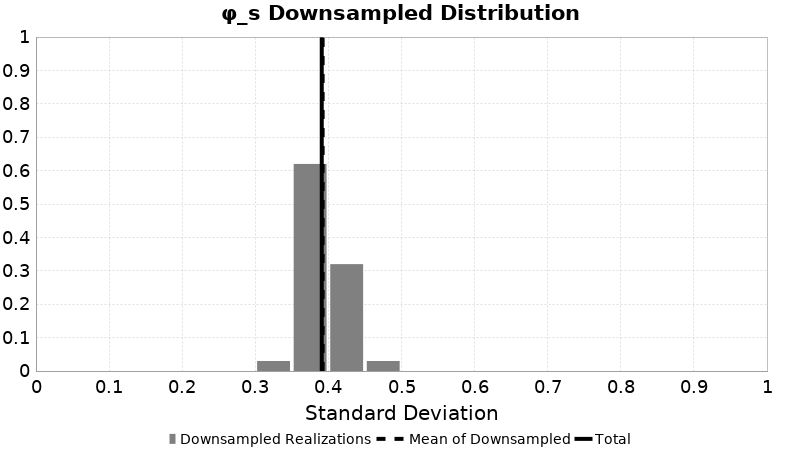 φ_s Downsampled Distribution
1
0.9
0.8
0.7
0.6
0.5
0.4
0.3
0.2
0.1
0
0 0.1 0.2 0.3 0.4 0.5 0.6 0.7 0.8 0.9 1
Standard Deviation
Downsampled Realizations Mean of Downsampled Total